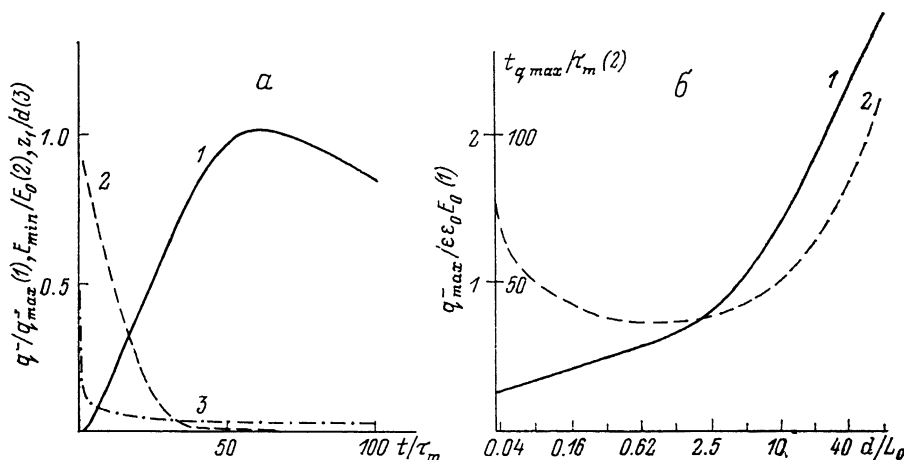 а
q⁻/q⁻max(1), Emin/E₀(2), z₁/d(3)
1.0
0.5
1
2
3
50
100
t/τm
б
tq max/τm(2)
q⁻max/εε₀E₀(1)
2
100
1
50
1
2
0.04
0.16
0.62
2.5
10
40
d/L₀